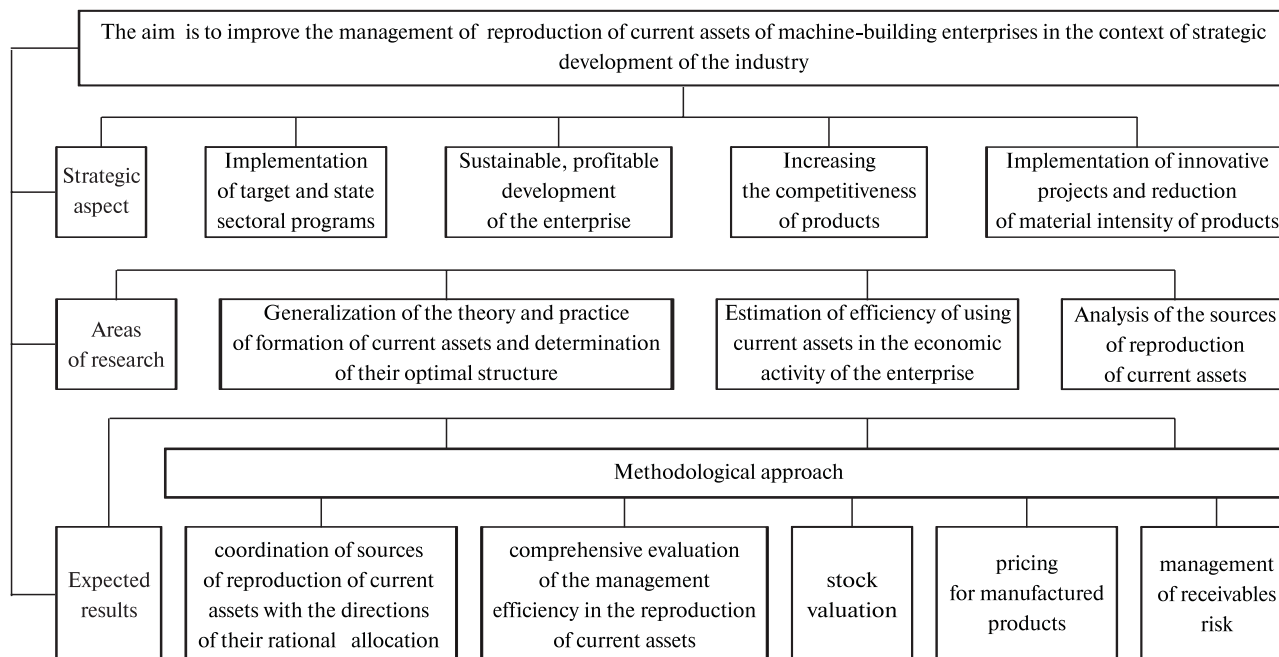 The aim is to improve the management of reproduction of current assets of machine-building enterprises in the context of strategic
development of the industry
Strategic
aspect
Implementation
of target and state
sectoral programs
Sustainable, profitable
development
of the enterprise
Increasing
the competitiveness
of products
Implementation of innovative
projects and reduction
of material intensity of products
Areas
of research
Generalization of the theory and practice
of formation of current assets and determination
of their optimal structure
Estimation of efficiency of using
current assets in the economic
activity of the enterprise
Analysis of the sources
of reproduction
of current assets
Methodological approach
Expected
results
coordination of sources
of reproduction of current
assets with the directions
of their rational allocation
comprehensive evaluation
of the management
efficiency in the reproduction
of current assets
stock
valuation
pricing
for manufactured
products
management
of receivables
risk